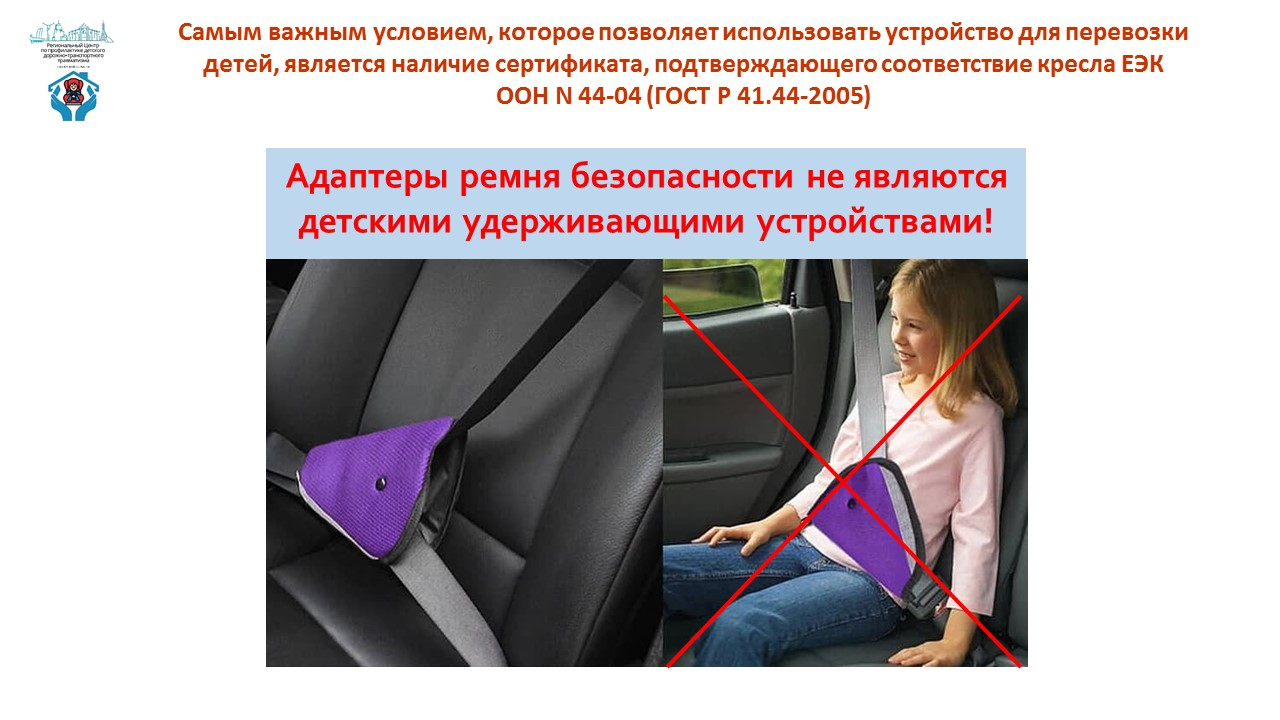 Региональный Центр
по профилактике детского
дорожно-транспортного
травматизма
Самым важным условием, которое позволяет использовать устройство для перевозки
детей, является наличие сертификата, подтверждающего соответствие кресла ЕЭК
ООН N 44-04 (ГОСТ Р 41.44-2005)
Адаптеры ремня безопасности не являются
детскими удерживающими устройствами!